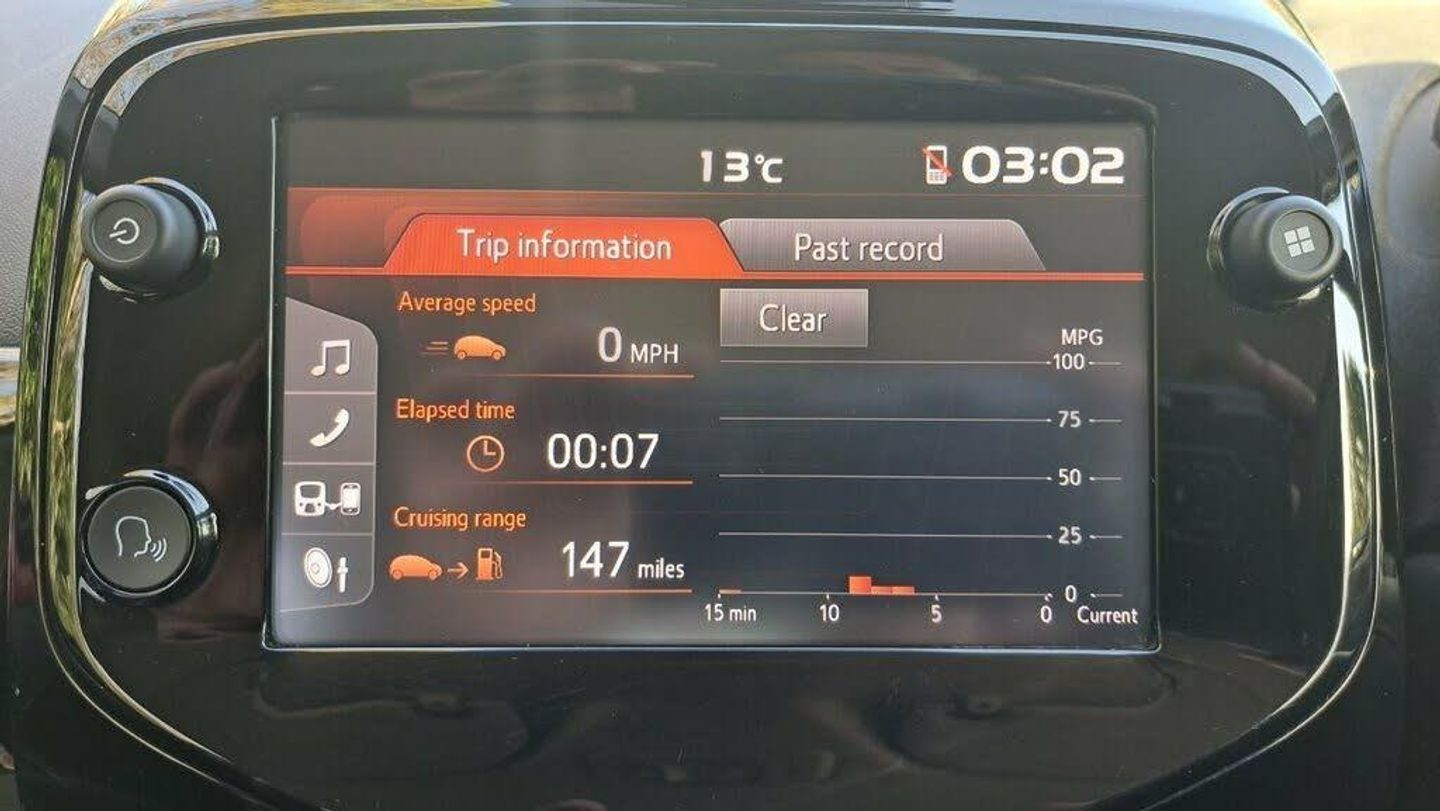 13℃ 03:02
Trip information Past record
Average speed
0 MPH
Clear
MPG
100
75
50
25
0
Elapsed time
00:07
Cruising range
147 miles
15 min 10 5 0 Current